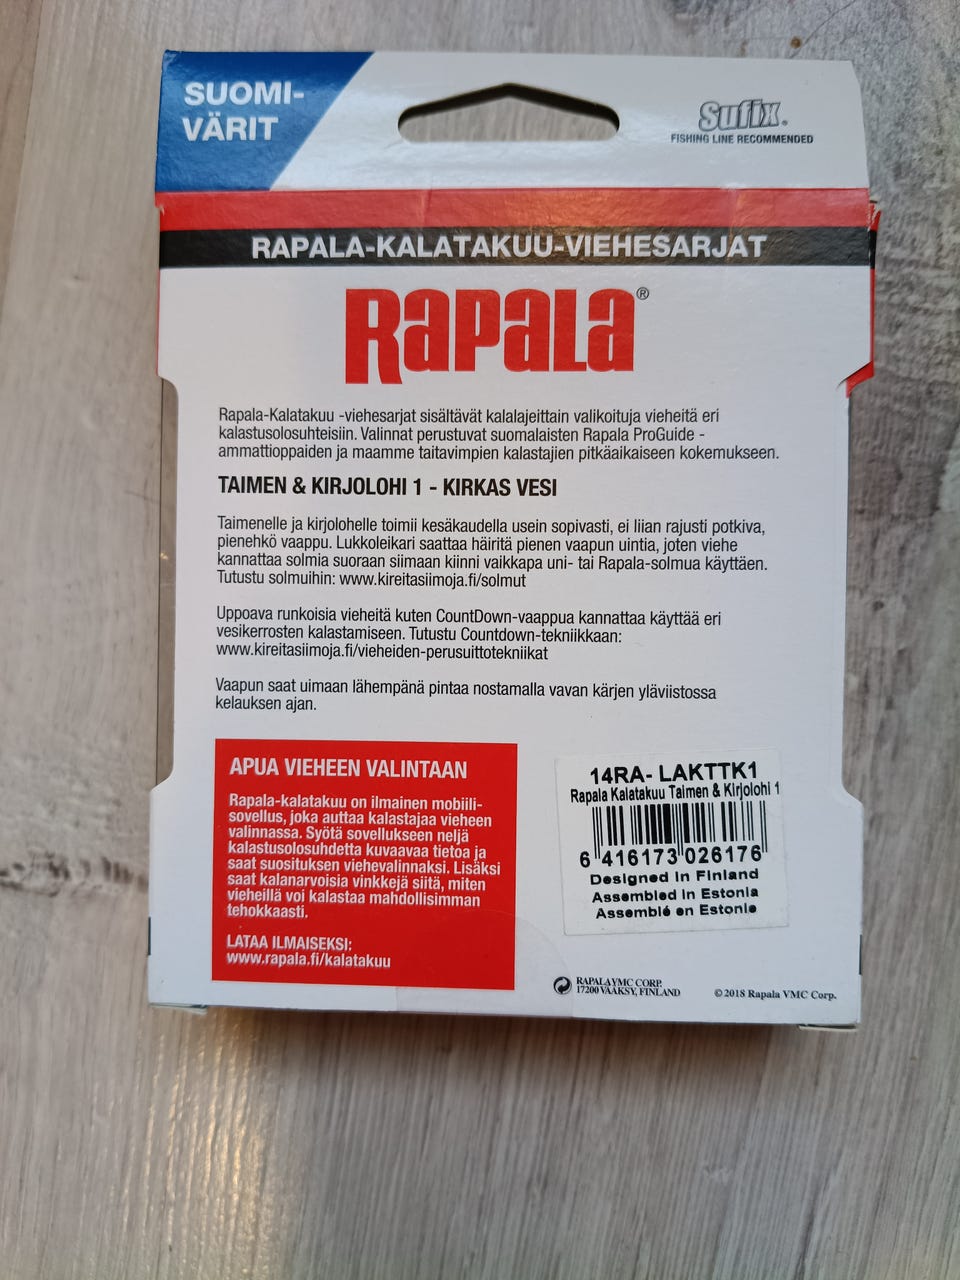 SUOMI-
VÄRIT
Sufix®
FISHING LINE RECOMMENDED
RAPALA-KALATAKUU-VIEHESARJAT
RAPALA®
Rapala-Kalatakuu -viehesarjat sisältävät kalalajeittain valikoituja vieheitä eri
kalastusolosuhteisiin. Valinnat perustuvat suomalaisten Rapala ProGuide -
ammattioppaiden ja maamme taitavimpien kalastajien pitkäaikaiseen kokemukseen.
TAIMEN & KIRJOLOHI 1 - KIRKAS VESI
Taimenelle ja kirjolohelle toimii kesäkaudella usein sopivasti, ei liian rajusti potkiva,
pienehkö vaappu. Lukkoleikari saattaa häiritä pienen vaapun uintia, joten viehe
kannattaa solmia suoraan siimaan kiinni vaikkapa uni- tai Rapala-solmua käyttäen.
Tutustu solmuihin: www.kireitasiimoja.fi/solmut
Uppoava runkoisia vieheitä kuten CountDown-vaappua kannattaa käyttää eri
vesikerrosten kalastamiseen. Tutustu Countdown-tekniikkaan:
www.kireitasiimoja.fi/vieheiden-perusuittotekniikat
Vaapun saat uimaan lähempänä pintaa nostamalla vavan kärjen yläviistossa
kelauksen ajan.
APUA VIEHEEN VALINTAAN
Rapala-kalatakuu on ilmainen mobiili-
sovellus, joka auttaa kalastajaa vieheen
valinnassa. Syötä sovellukseen neljä
kalastusolosuhdetta kuvaavaa tietoa ja
saat suosituksen viehevalinnaksi. Lisäksi
saat kalanarvoisia vinkkejä siitä, miten
vieheillä voi kalastaa mahdollisimman
tehokkaasti.
LATAA ILMAISEKSI:
www.rapala.fi/kalatakuu
14RA- LAKTTK1
Rapala Kalatakuu Taimen & Kirjolohi 1
6 416173 026176
Designed in Finland
Assembled in Estonia
Assemblé en Estonie
RAPALA VMC CORP.
17200 VÄÄKSY, FINLAND
© 2018 Rapala VMC Corp.